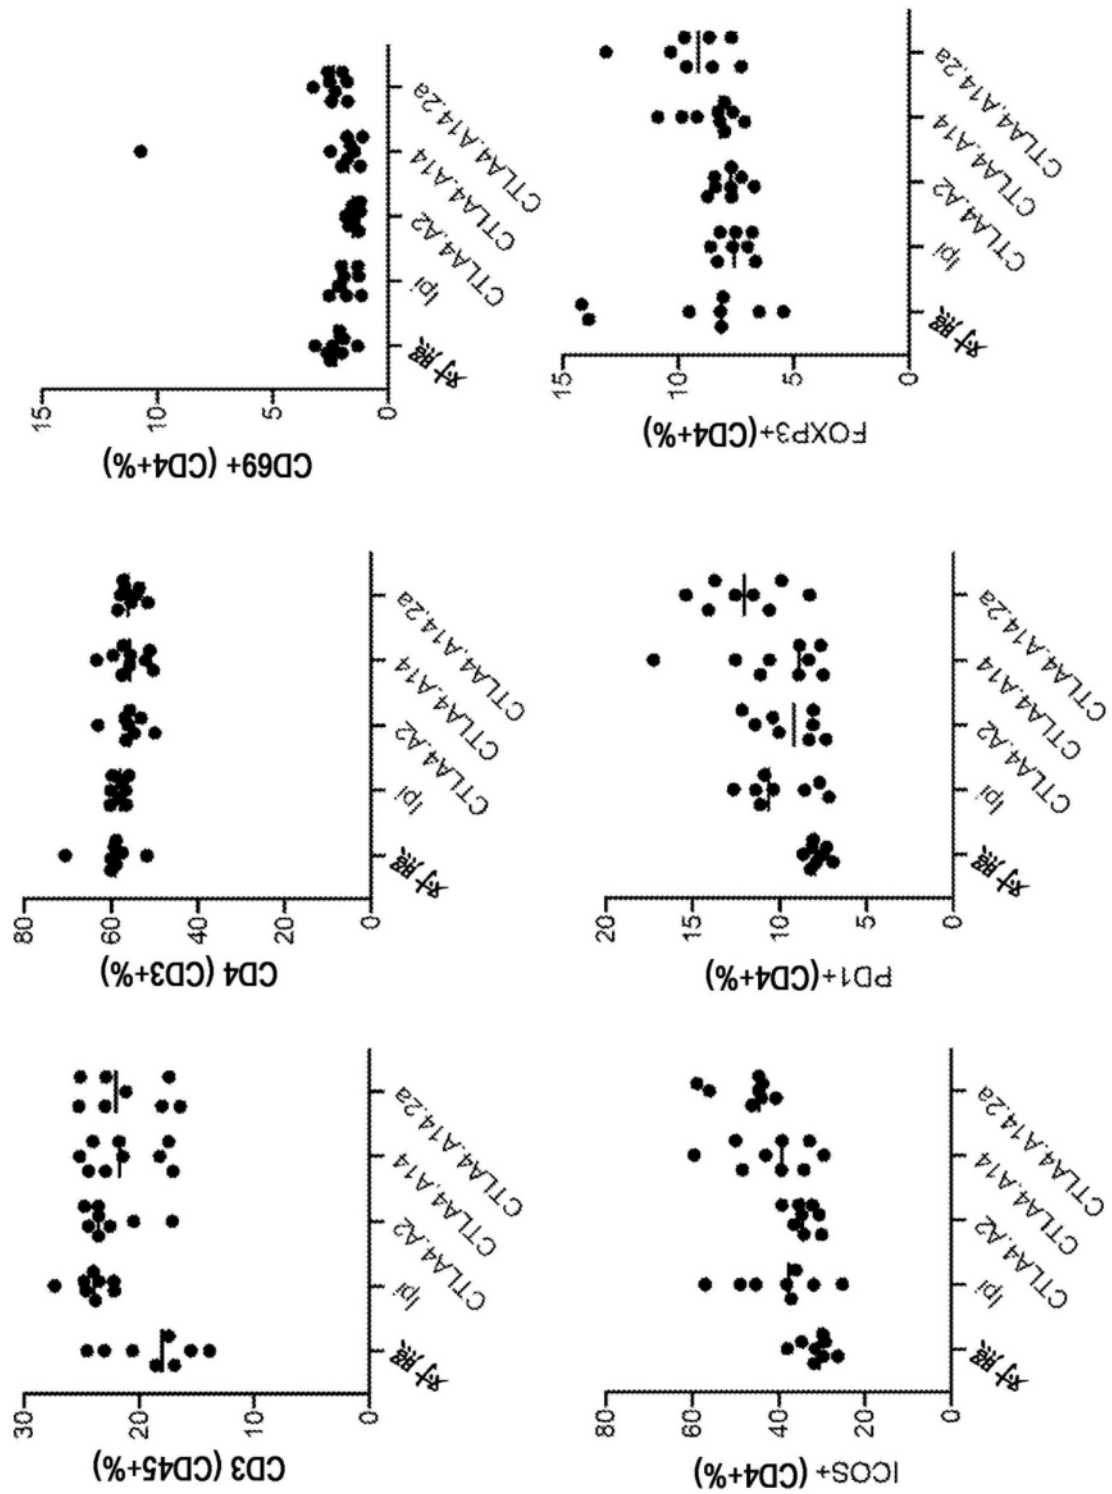 CD3 (CD45+%)
30
20
10
0
对照
Ipi
CTLA4.A2
CTLA4.A14
CTLA4.A14.2a
CD4 (CD3+%)
80
60
40
20
0
对照
Ipi
CTLA4.A2
CTLA4.A14
CTLA4.A14.2a
CD69+ (CD4+%)
15
10
5
0
对照
Ipi
CTLA4.A2
CTLA4.A14
CTLA4.A14.2a
ICOS+ (CD4+%)
80
60
40
20
0
对照
Ipi
CTLA4.A2
CTLA4.A14
CTLA4.A14.2a
PD1+(CD4+%)
20
15
10
5
0
对照
Ipi
CTLA4.A2
CTLA4.A14
CTLA4.A14.2a
FOXP3+(CD4+%)
15
10
5
0
对照
Ipi
CTLA4.A2
CTLA4.A14
CTLA4.A14.2a